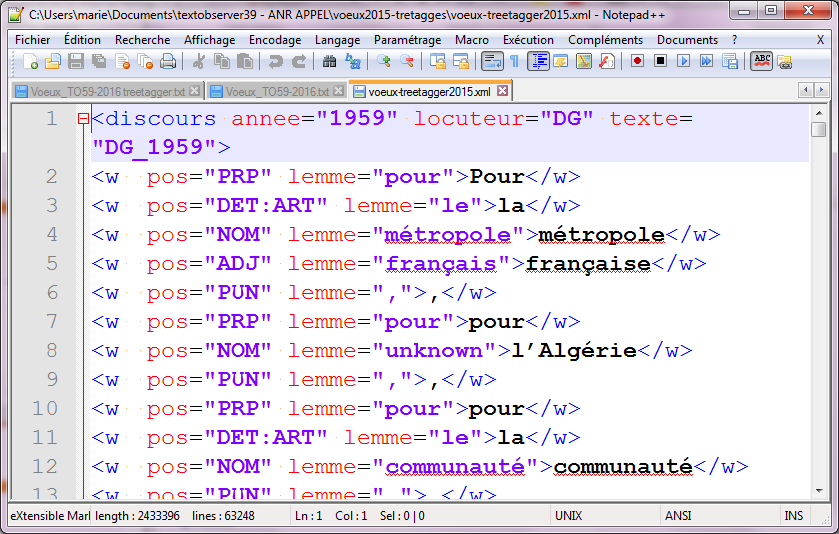 C:\Users\marie\Documents\textobserver39 - ANR APPEL\voeux2015-tretagges\voeux-treetagger2015.xml - Notepad++
Fichier Édition Recherche Affichage Encodage Langage Paramétrage Macro Exécution Compléments Documents ? X
Voeux_TO59-2016 treetagger.txt Voeux_TO59-2016.txt voeux-treetagger2015.xml
1 <discours annee="1959" locuteur="DG" texte=
"DG_1959">
2 <w pos="PRP" lemme="pour">Pour</w>
3 <w pos="DET:ART" lemme="le">la</w>
4 <w pos="NOM" lemme="métropole">métropole</w>
5 <w pos="ADJ" lemme="français">française</w>
6 <w pos="PUN" lemme=",">,</w>
7 <w pos="PRP" lemme="pour">pour</w>
8 <w pos="NOM" lemme="unknown">l’Algérie</w>
9 <w pos="PUN" lemme=",">,</w>
10 <w pos="PRP" lemme="pour">pour</w>
11 <w pos="DET:ART" lemme="le">la</w>
12 <w pos="NOM" lemme="communauté">communauté</w>
13 <w pos="PUN" lemme=",">,</w>
eXtensible Marl length : 2433396 lines : 63248 Ln : 1 Col : 1 Sel : 0 | 0 UNIX ANSI INS